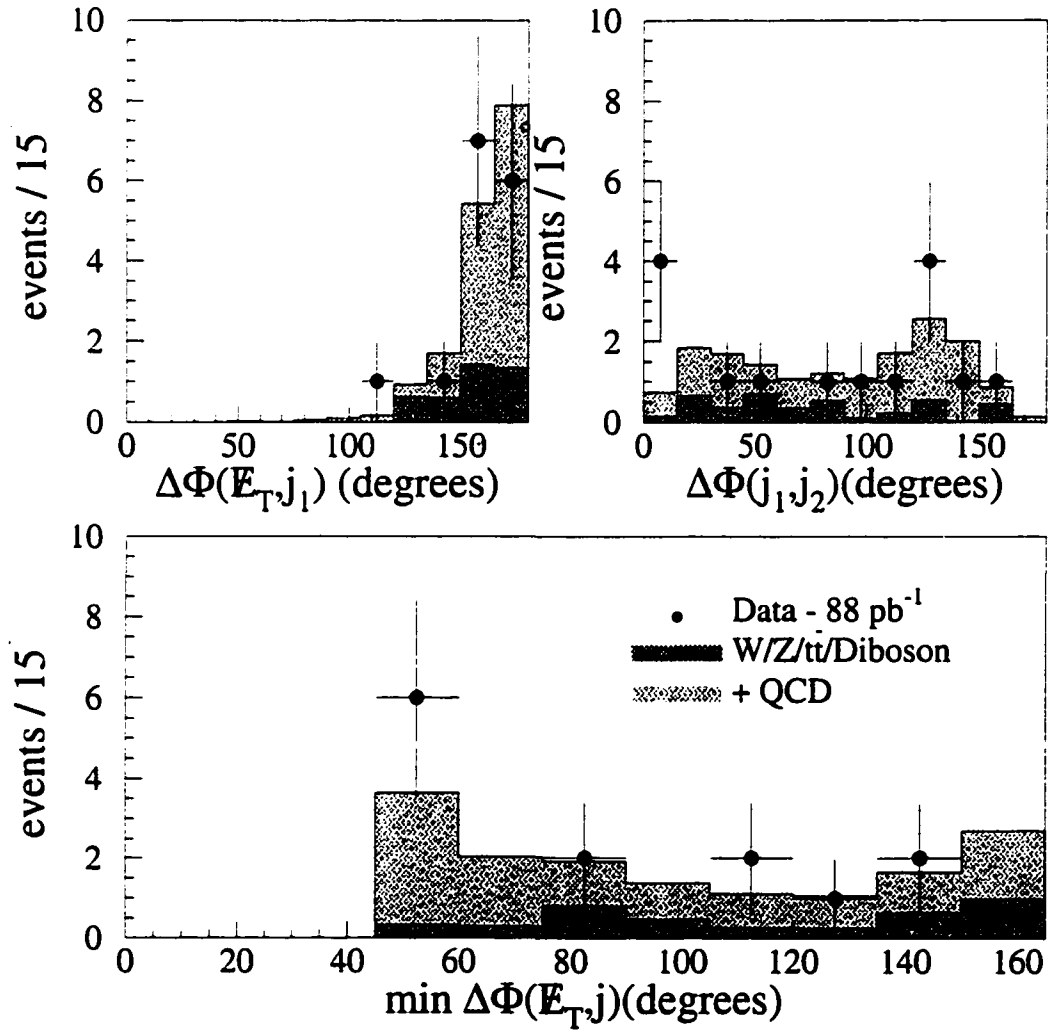 10
8
6
4
2
0
events / 15
0 50 100 150
ΔΦ(E̸_T,j₁) (degrees)
10
8
6
4
2
0
events / 15
0 50 100 150
ΔΦ(j₁,j₂)(degrees)
10
8
6
4
2
0
events / 15
Data - 88 pb⁻¹
W/Z/tt̄/Diboson
+ QCD
0 20 40 60 80 100 120 140 160
min ΔΦ(E̸_T,j)(degrees)